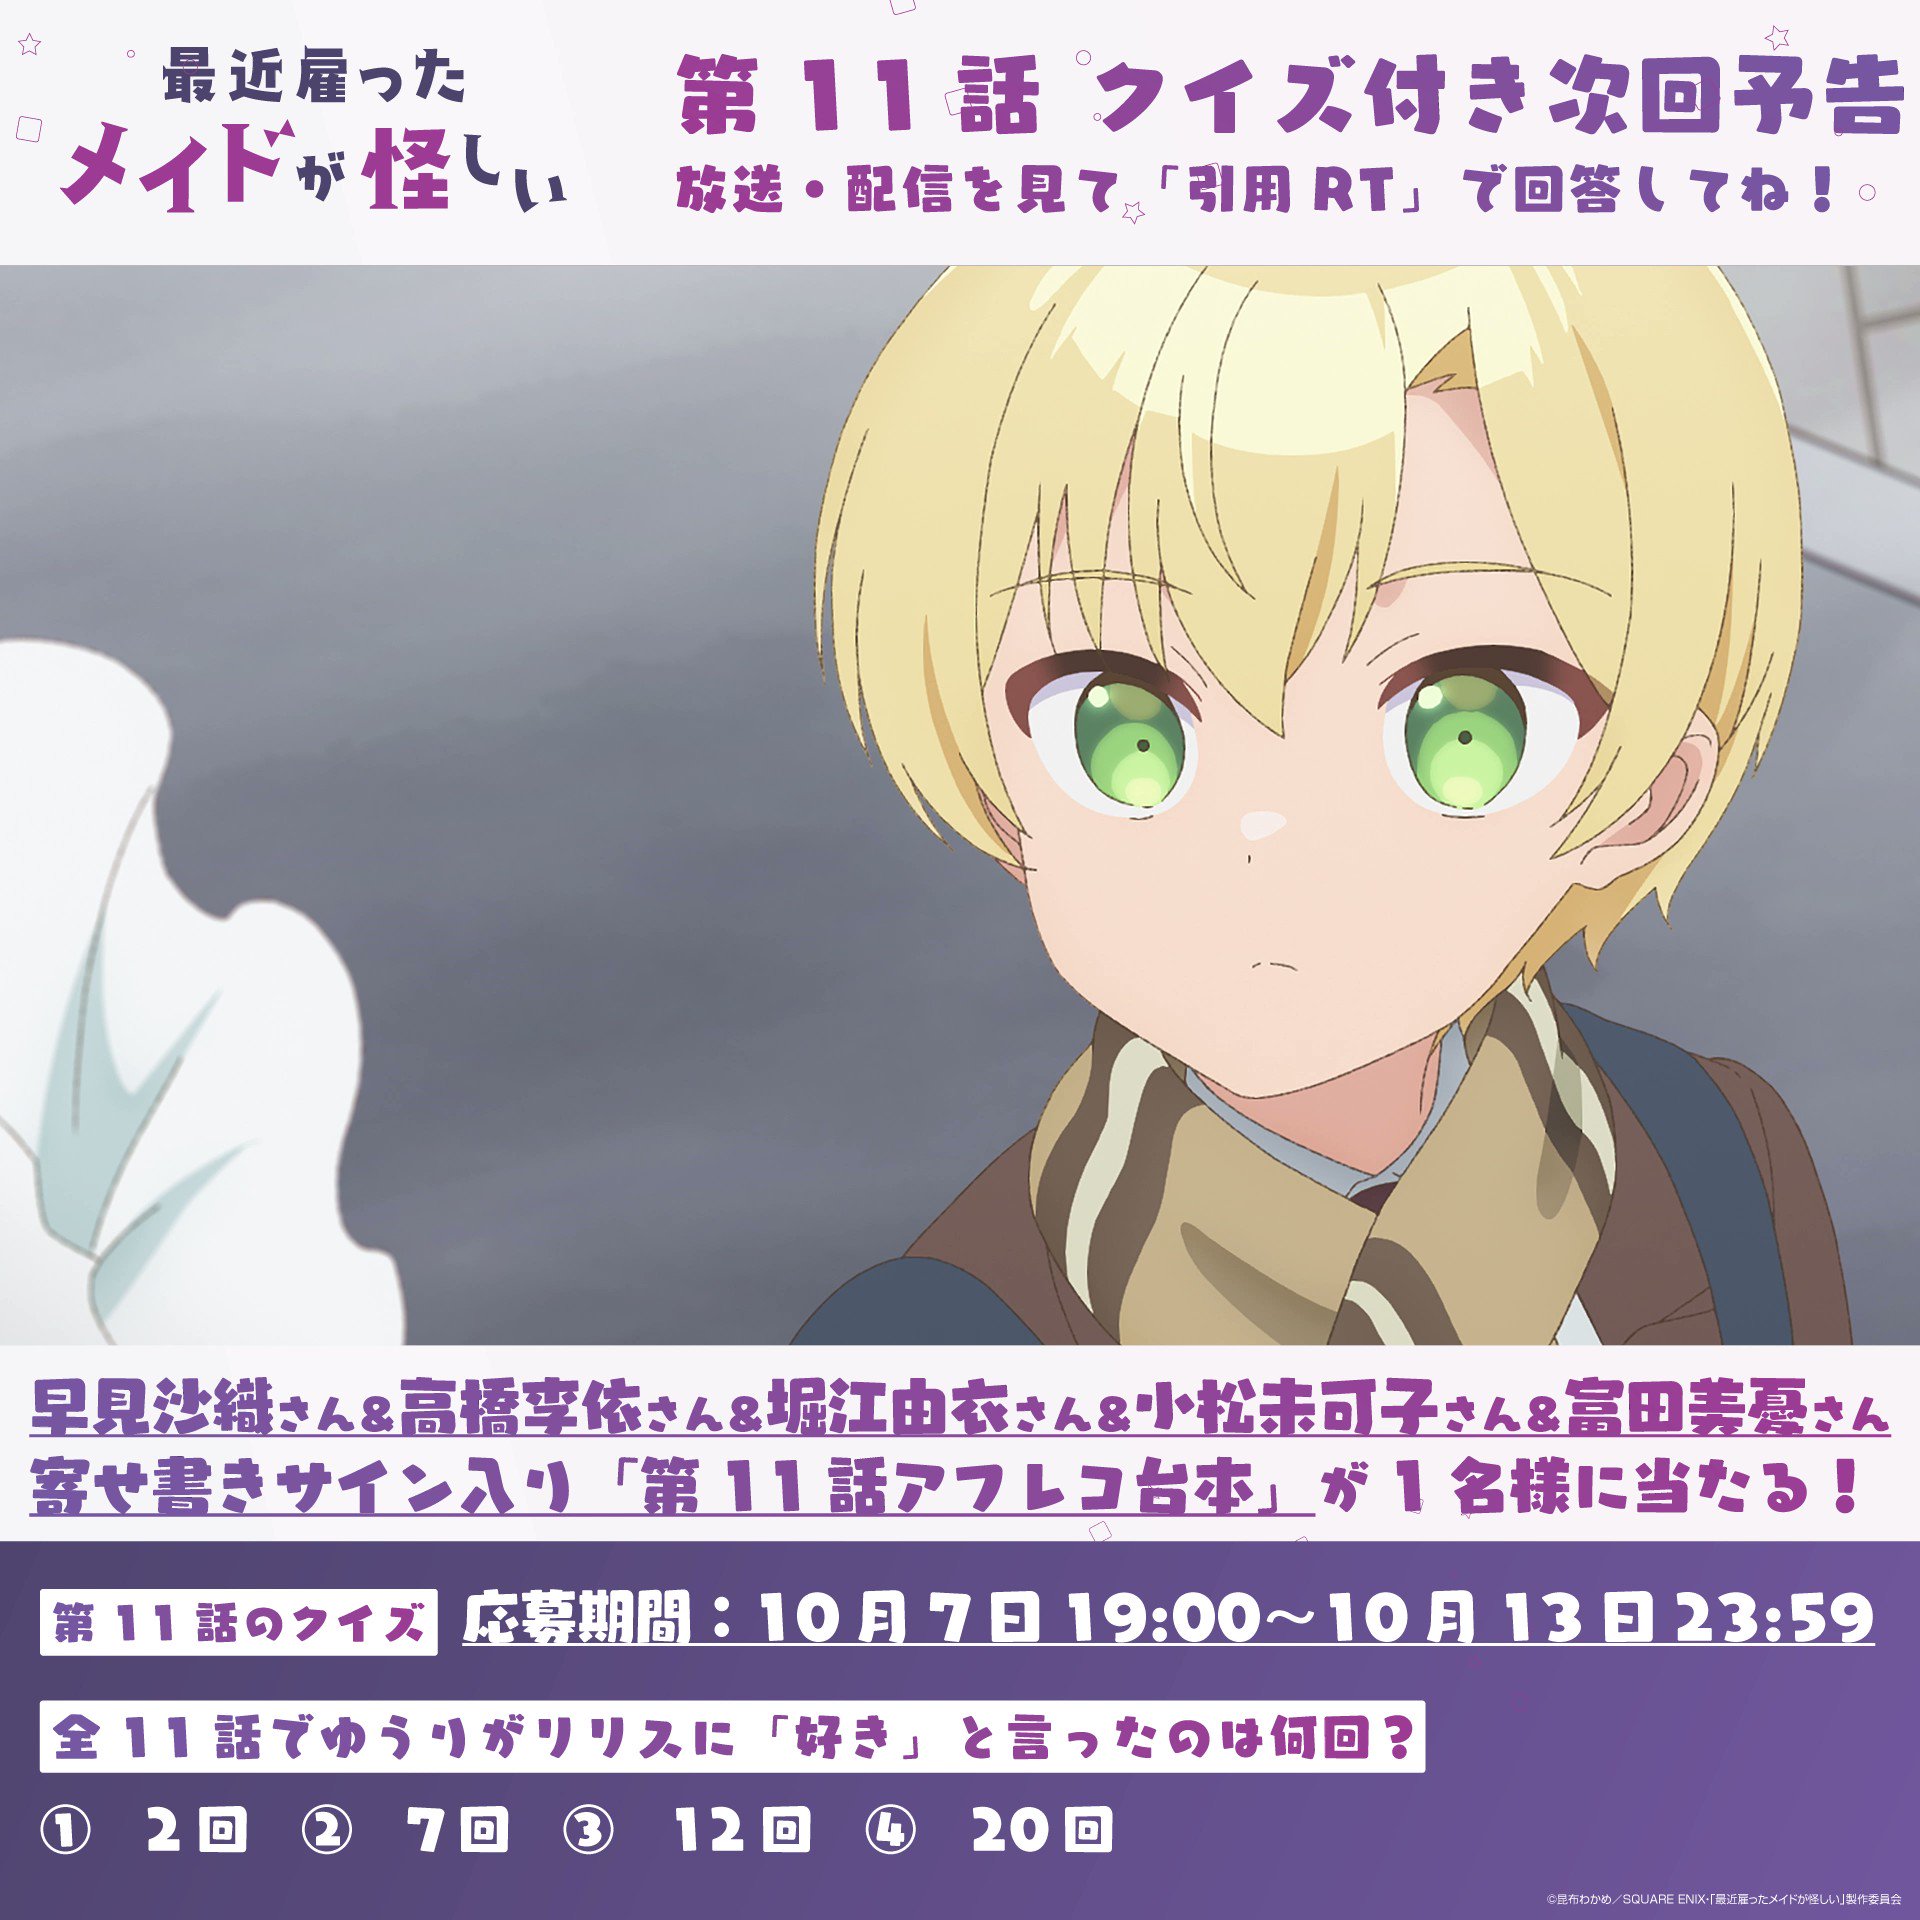 最近雇った
メイドが怪しい
第11話 クイズ付き次回予告
放送・配信を見て「引用RT」で回答してね！
早見沙織さん&高橋李依さん&堀江由衣さん&小松未可子さん&富田美憂さん
寄せ書きサイン入り「第11話アフレコ台本」が1名様に当たる！
第11話のクイズ 応募期間：10月7日19:00～10月13日23:59
全11話でゆうりがリリスに「好き」と言ったのは何回？
① 2回 ② 7回 ③ 12回 ④ 20回
©昆布わかめ／SQUARE ENIX・「最近雇ったメイドが怪しい」製作委員会